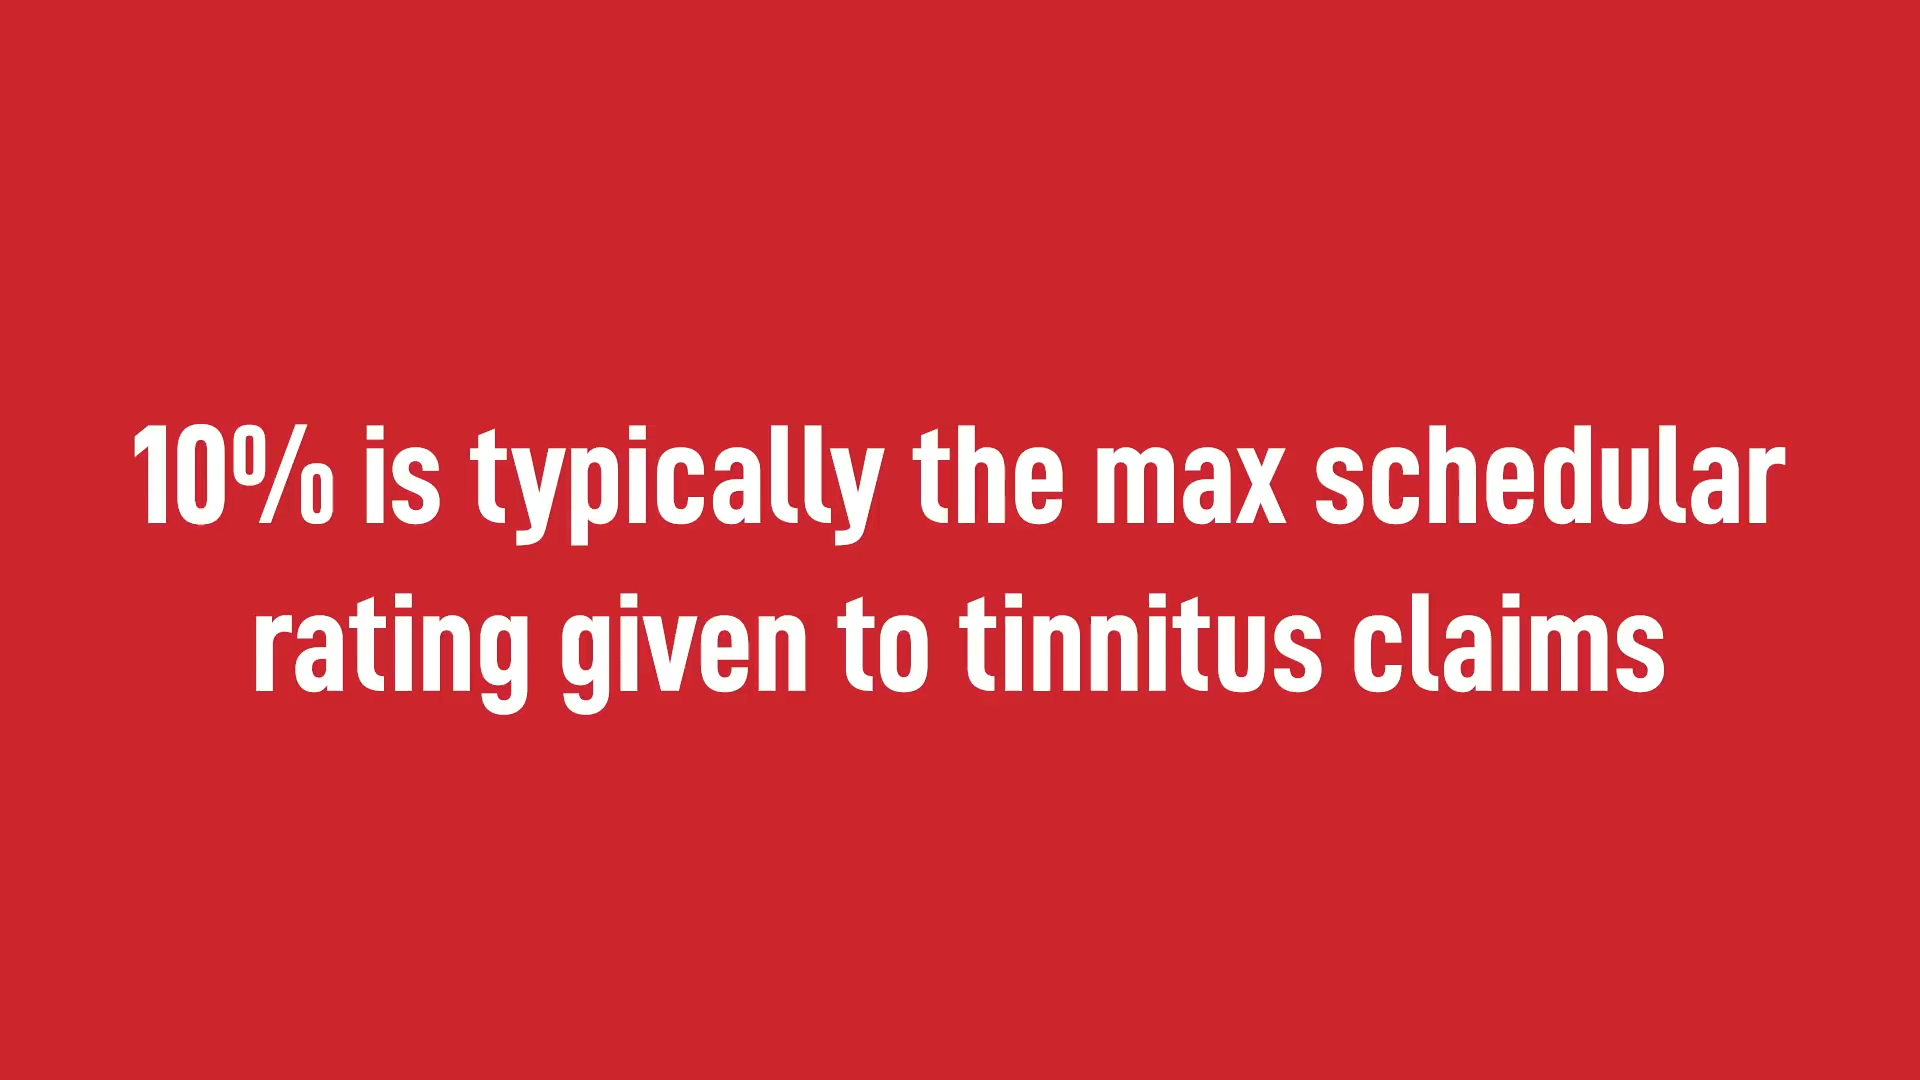 10% is typically the max schedular
rating given to tinnitus claims